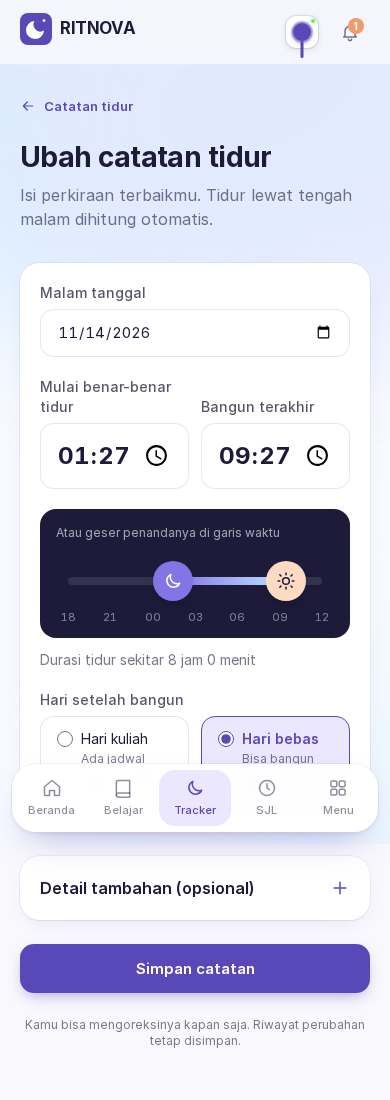 RITNOVA
1
Catatan tidur
Ubah catatan tidur
Isi perkiraan terbaikmu. Tidur lewat tengah
malam dihitung otomatis.
Malam tanggal
11/14/2026
Mulai benar-benar
tidur
Bangun terakhir
01:27
09:27
Atau geser penandanya di garis waktu
18 21 00 03 06 09 12
Durasi tidur sekitar 8 jam 0 menit
Hari setelah bangun
Hari kuliah
Ada jadwal
Hari bebas
Bisa bangun
Beranda
Belajar
Tracker
SJL
Menu
Detail tambahan (opsional)
Simpan catatan
Kamu bisa mengoreksinya kapan saja. Riwayat perubahan
tetap disimpan.